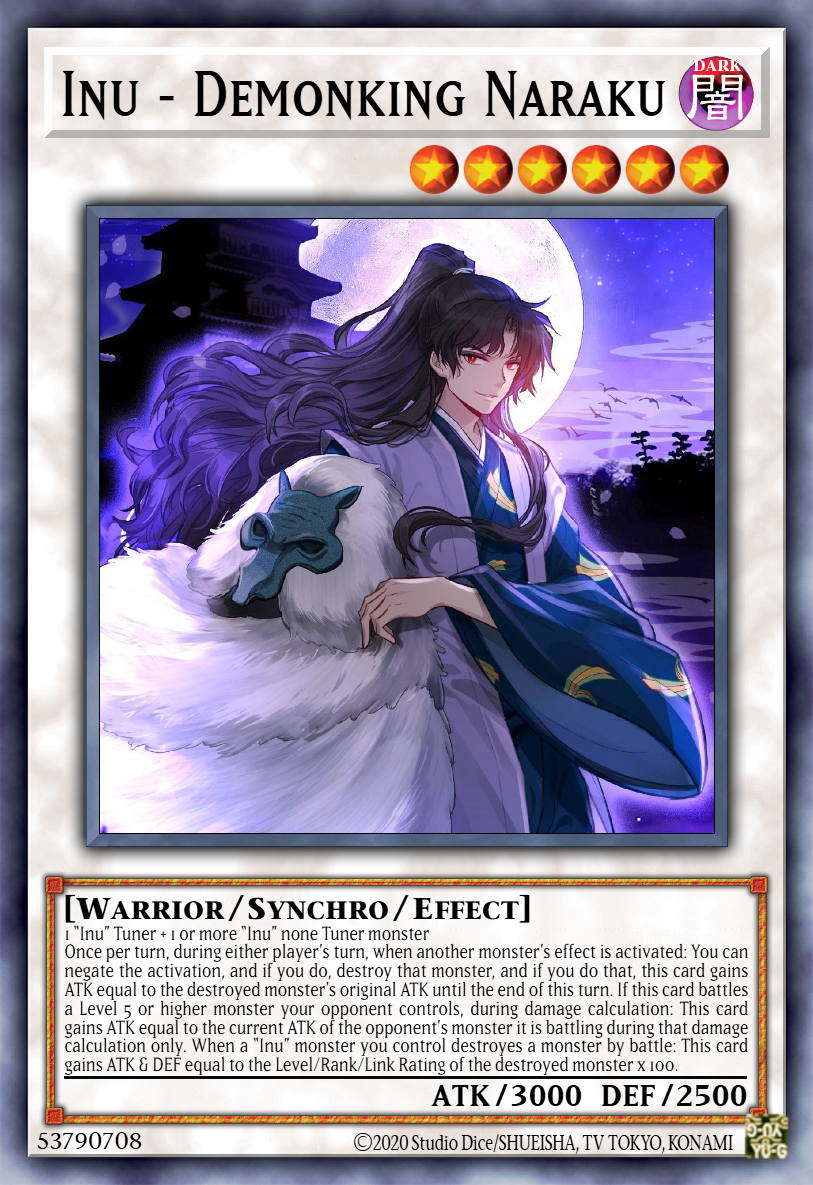 Inu - Demonking Naraku
DARK
闇
[Warrior/Synchro/Effect]
1 "Inu" Tuner + 1 or more "Inu" none Tuner monster
Once per turn, during either player's turn, when another monster's effect is activated: You can
negate the activation, and if you do, destroy that monster, and if you do that, this card gains
ATK equal to the destroyed monster's original ATK until the end of this turn. If this card battles
a Level 5 or higher monster your opponent controls, during damage calculation: This card
gains ATK equal to the current ATK of the opponent's monster it is battling during that damage
calculation only. When a "Inu" monster you control destroyes a monster by battle: This card
gains ATK & DEF equal to the Level/Rank/Link Rating of the destroyed monster x 100.
ATK/3000 DEF/2500
53790708
©2020 Studio Dice/SHUEISHA, TV TOKYO, KONAMI
YU-G
YU-G